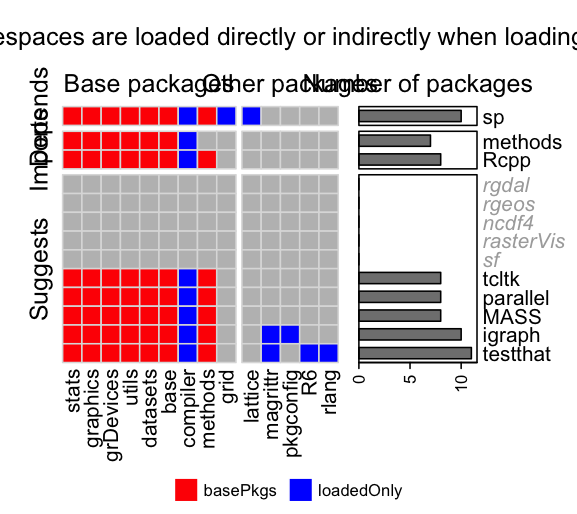 espaces are loaded directly or indirectly when loading
Base packages
Other packages
Number of packages
Depends
Imports
Suggests
sp
methods
Rcpp
rgdal
rgeos
ncdf4
rasterVis
sf
tcltk
parallel
MASS
igraph
testthat
0 5 10
stats
graphics
grDevices
utils
datasets
base
compiler
methods
grid
lattice
magrittr
pkgconfig
R6
rlang
basePkgs
loadedOnly